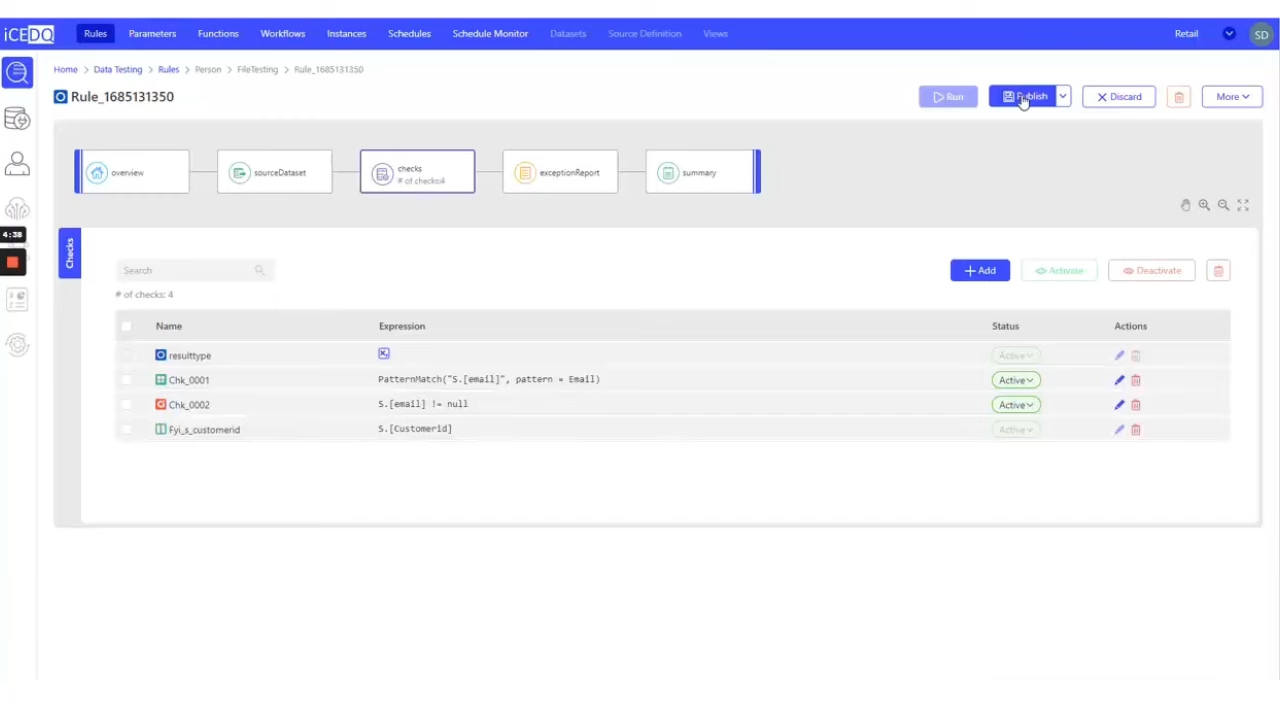 iCEDQ Rules Parameters Functions Workflows Instances Schedules Schedule Monitor Datasets Source Definition Views Retail SD
Home > Data Testing > Rules > Person > FileTesting > Rule_1685131350
Rule_1685131350 Run Publish Discard More
overview sourceDataset checks exceptionReport summary
# of checks:4
4:38
Checks
Search + Add Activate Deactivate
# of checks: 4
Name Expression Status Actions
resulttype Active
Chk_0001 PatternMatch("S.[email]", pattern = Email) Active
Chk_0002 S.[email] != null Active
Fyi_s_customerid S.[Customerid] Active